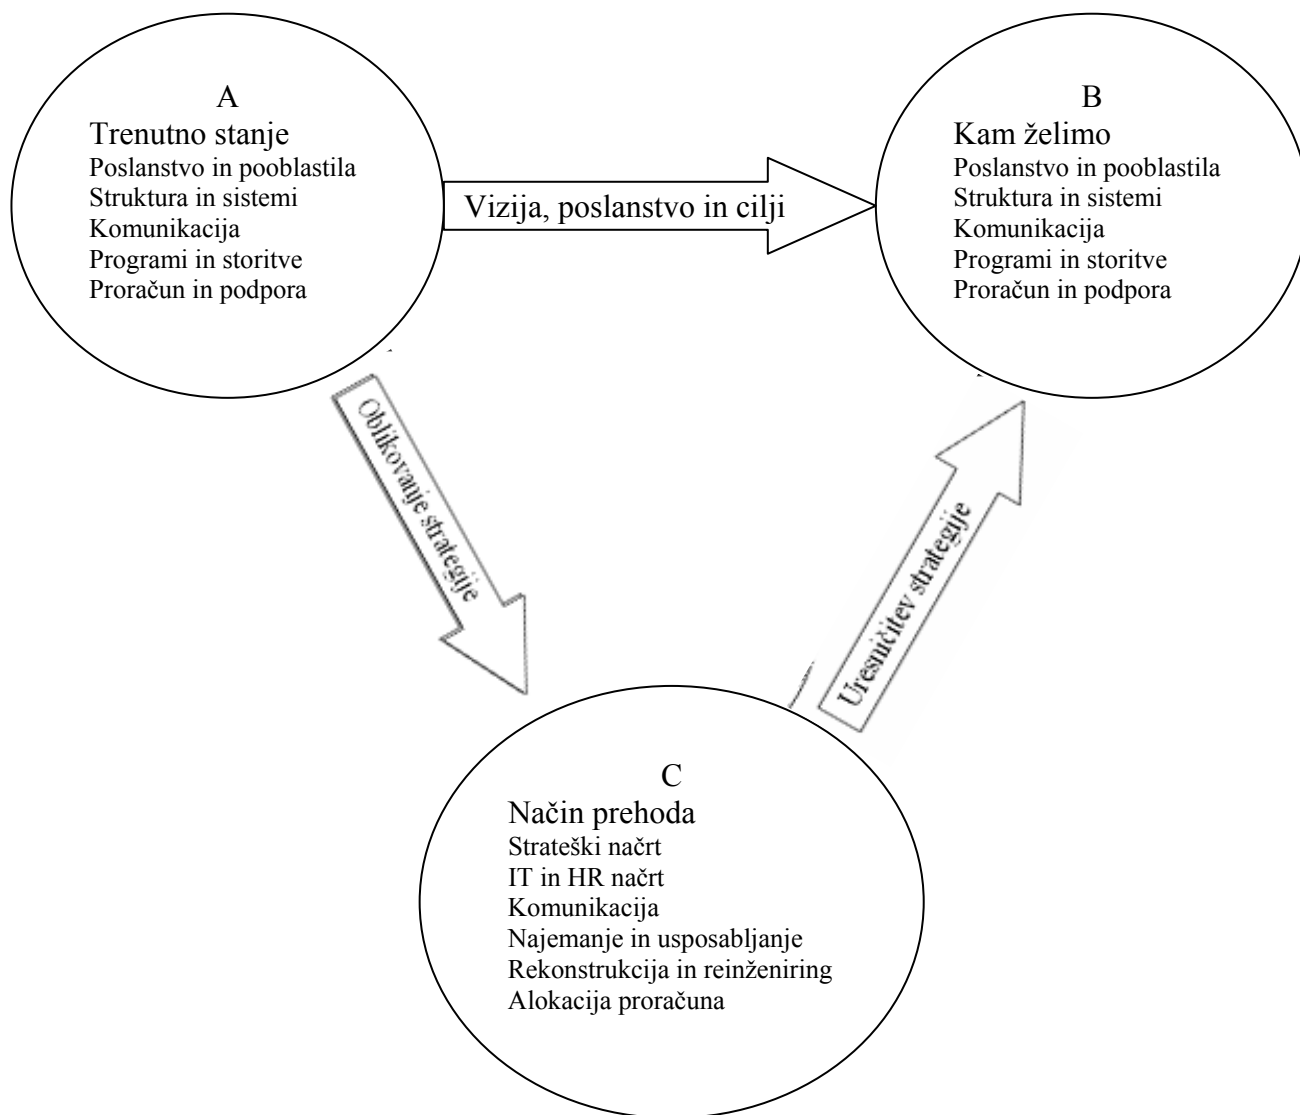 A
Trenutno stanje
Poslanstvo in pooblastila
Struktura in sistemi
Komunikacija
Programi in storitve
Proračun in podpora
Vizija, poslanstvo in cilji
B
Kam želimo
Poslanstvo in pooblastila
Struktura in sistemi
Komunikacija
Programi in storitve
Proračun in podpora
Oblikovanje strategije
Uresničitev strategije
C
Način prehoda
Strateški načrt
IT in HR načrt
Komunikacija
Najemanje in usposabljanje
Rekonstrukcija in reinženiring
Alokacija proračuna